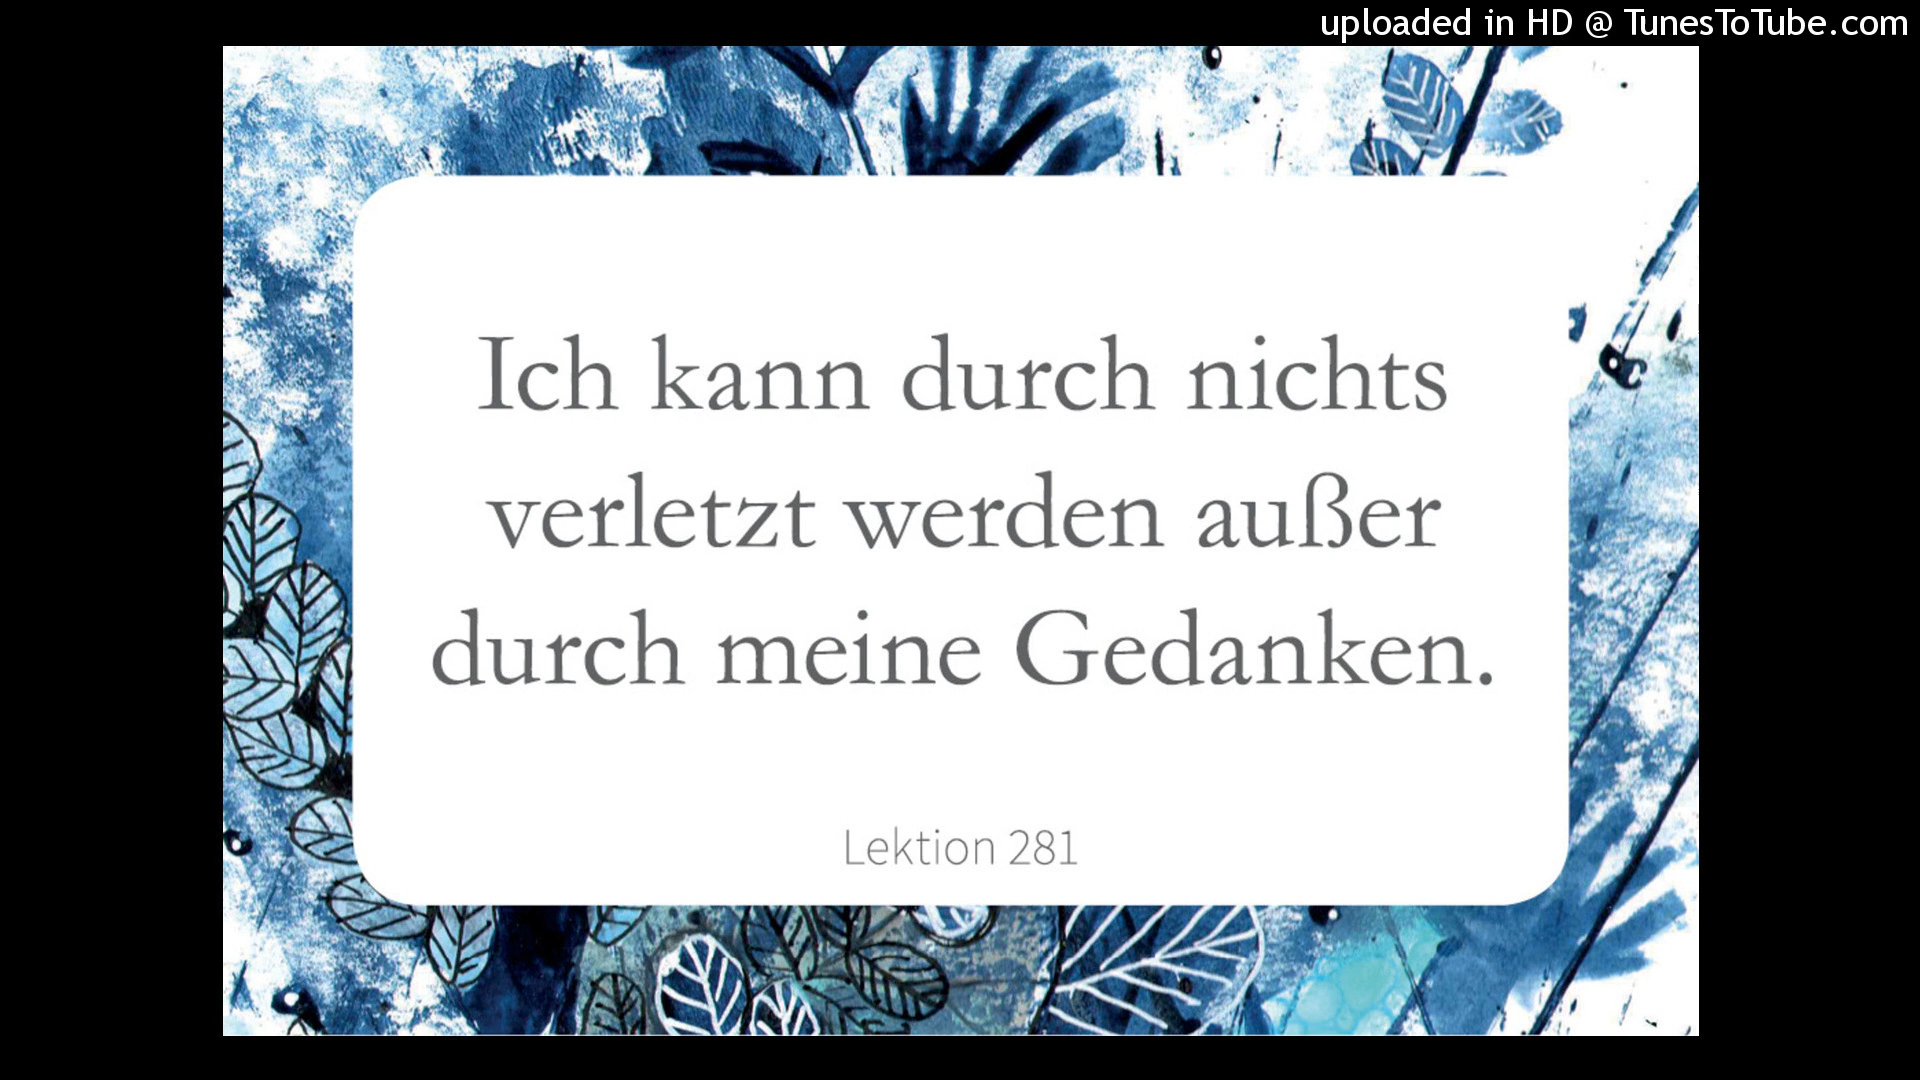 uploaded in HD @ TunesToTube.com
Ich kann durch nichts
verletzt werden außer
durch meine Gedanken.
Lektion 281